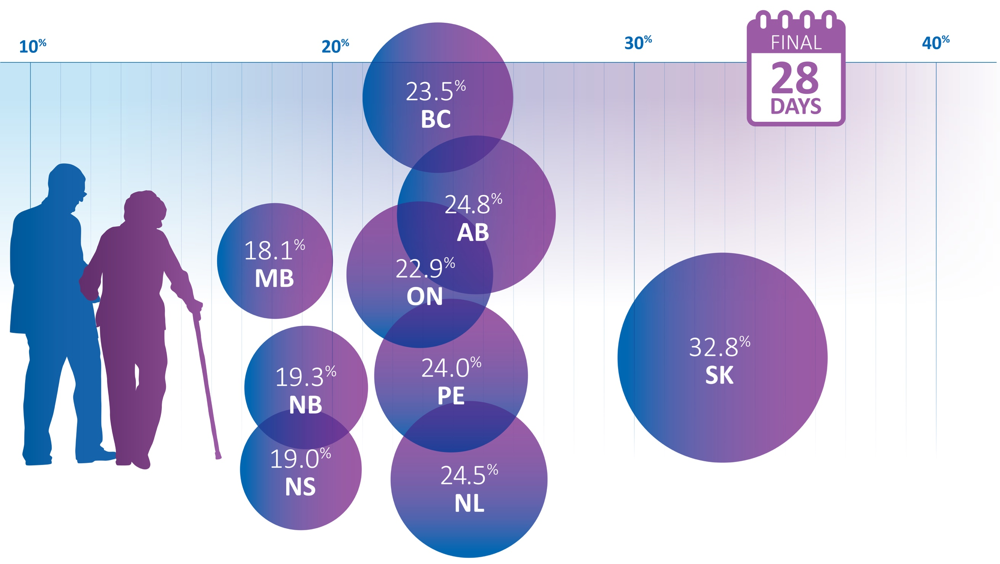 10%
20%
30%
40%
FINAL
28
DAYS
23.5%
BC
24.8%
AB
18.1%
MB
22.9%
ON
32.8%
SK
24.0%
PE
19.3%
NB
19.0%
NS
24.5%
NL